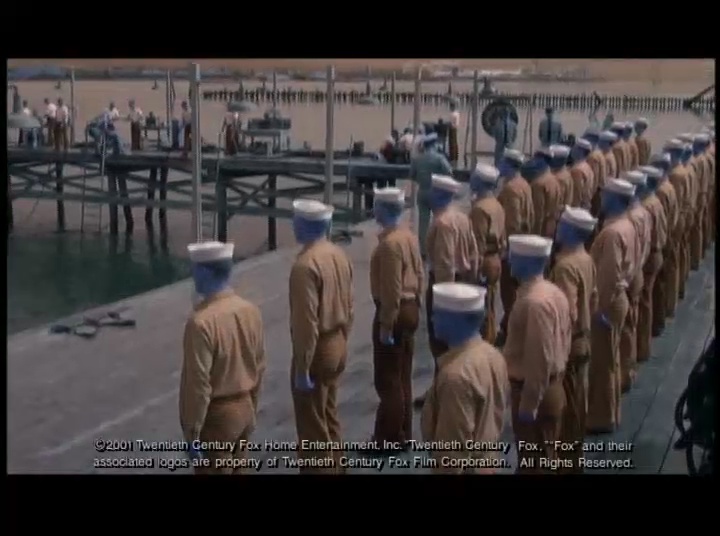 ©2001 Twentieth Century Fox Home Entertainment, Inc. "Twentieth Century Fox," "Fox" and their
associated logos are property of Twentieth Century Fox Film Corporation. All Rights Reserved.